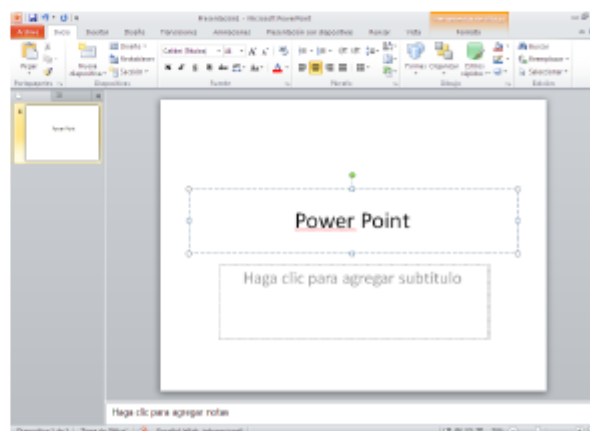 Presentación1 - Microsoft PowerPoint
Archivo Inicio Insertar Diseño Transiciones Animaciones Presentación con diapositivas Revisar Vista Formato
Pegar
Nueva diapositiva
Diseño
Restablecer
Sección
Formas Organizar Estilos rápidos
Buscar
Reemplazar
Seleccionar
Portapapeles Diapositivas Fuente Párrafo Dibujo Edición
Power Point
Power Point
Haga clic para agregar subtítulo
Haga clic para agregar notas